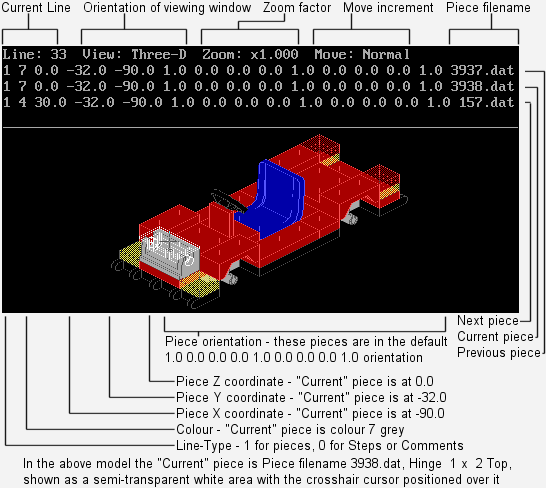 Current Line Orientation of viewing window Zoom factor Move increment Piece filename
Line: 33 View: Three-D Zoom: x1.000 Move: Normal
1 7 0.0 -32.0 -90.0 1.0 0.0 0.0 0.0 1.0 0.0 0.0 0.0 1.0 3937.dat
1 7 0.0 -32.0 -90.0 1.0 0.0 0.0 0.0 1.0 0.0 0.0 0.0 1.0 3938.dat
1 4 30.0 -32.0 -90.0 1.0 0.0 0.0 0.0 1.0 0.0 0.0 0.0 1.0 157.dat
Next piece
Current piece
Previous piece
Piece orientation - these pieces are in the default
1.0 0.0 0.0 0.0 1.0 0.0 0.0 0.0 1.0 orientation
Piece Z coordinate - "Current" piece is at 0.0
Piece Y coordinate - "Current" piece is at -32.0
Piece X coordinate - "Current" piece is at -90.0
Colour - "Current" piece is colour 7 grey
Line-Type - 1 for pieces, 0 for Steps or Comments
In the above model the "Current" piece is Piece filename 3938.dat, Hinge 1 x 2 Top,
shown as a semi-transparent white area with the crosshair cursor positioned over it